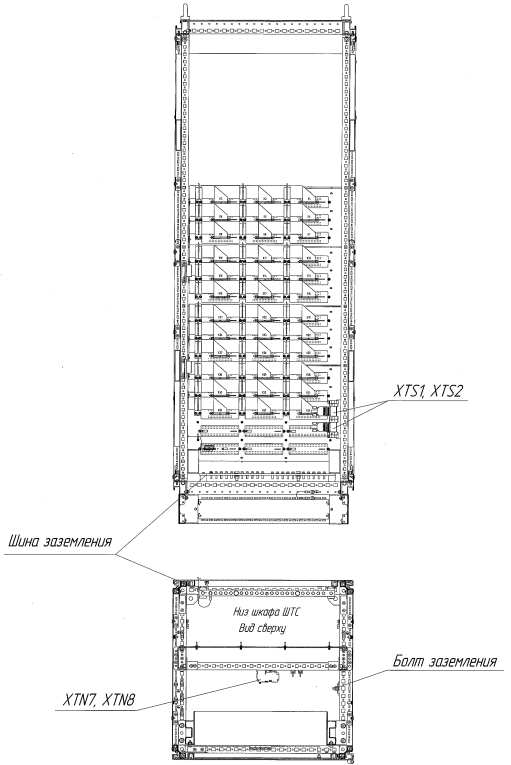 XTS1, XTS2
Шина заземления
Низ шкафа ШТС
Вид сверху
Болт заземления
XTN7, XTN8